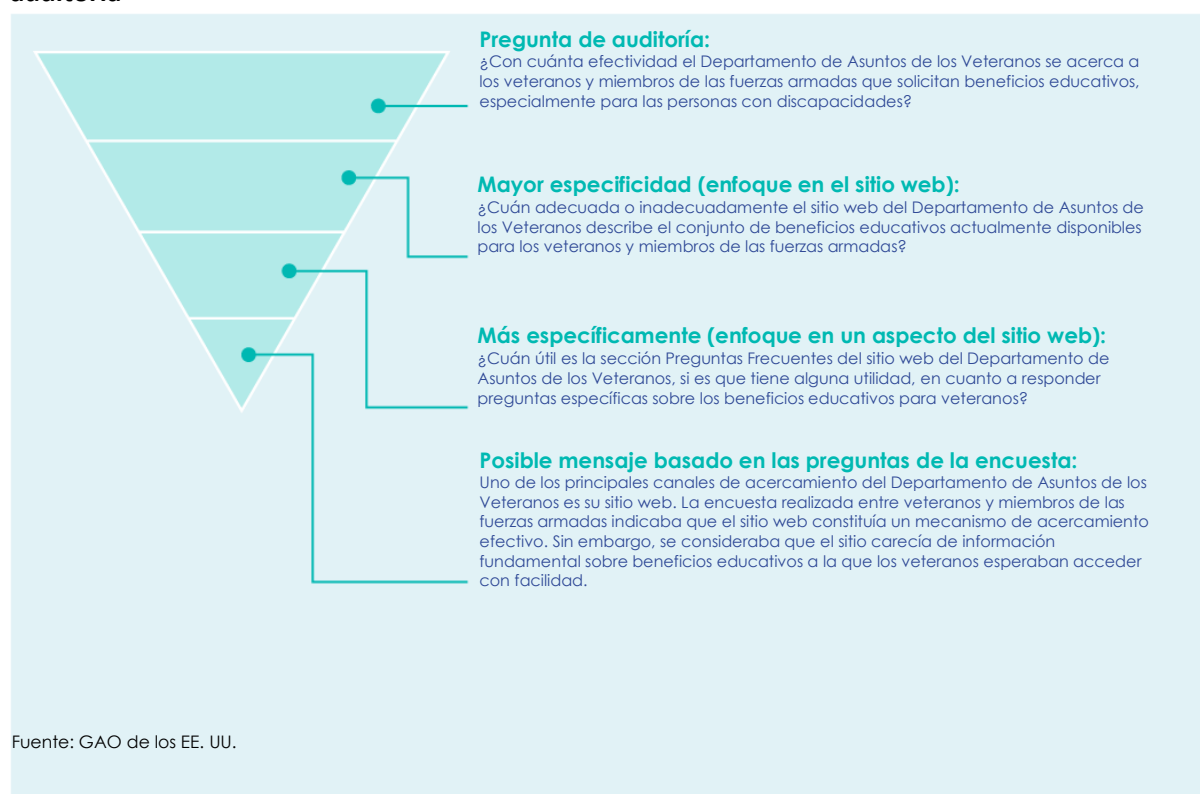 auditoría
Pregunta de auditoría:
¿Con cuánta efectividad el Departamento de Asuntos de los Veteranos se acerca a
los veteranos y miembros de las fuerzas armadas que solicitan beneficios educativos,
especialmente para las personas con discapacidades?
Mayor especificidad (enfoque en el sitio web):
¿Cuán adecuada o inadecuadamente el sitio web del Departamento de Asuntos de
los Veteranos describe el conjunto de beneficios educativos actualmente disponibles
para los veteranos y miembros de las fuerzas armadas?
Más específicamente (enfoque en un aspecto del sitio web):
¿Cuán útil es la sección Preguntas Frecuentes del sitio web del Departamento de
Asuntos de los Veteranos, si es que tiene alguna utilidad, en cuanto a responder
preguntas específicas sobre los beneficios educativos para veteranos?
Posible mensaje basado en las preguntas de la encuesta:
Uno de los principales canales de acercamiento del Departamento de Asuntos de los
Veteranos es su sitio web. La encuesta realizada entre veteranos y miembros de las
fuerzas armadas indicaba que el sitio web constituía un mecanismo de acercamiento
efectivo. Sin embargo, se consideraba que el sitio carecía de información
fundamental sobre beneficios educativos a la que los veteranos esperaban acceder
con facilidad.
Fuente: GAO de los EE. UU.